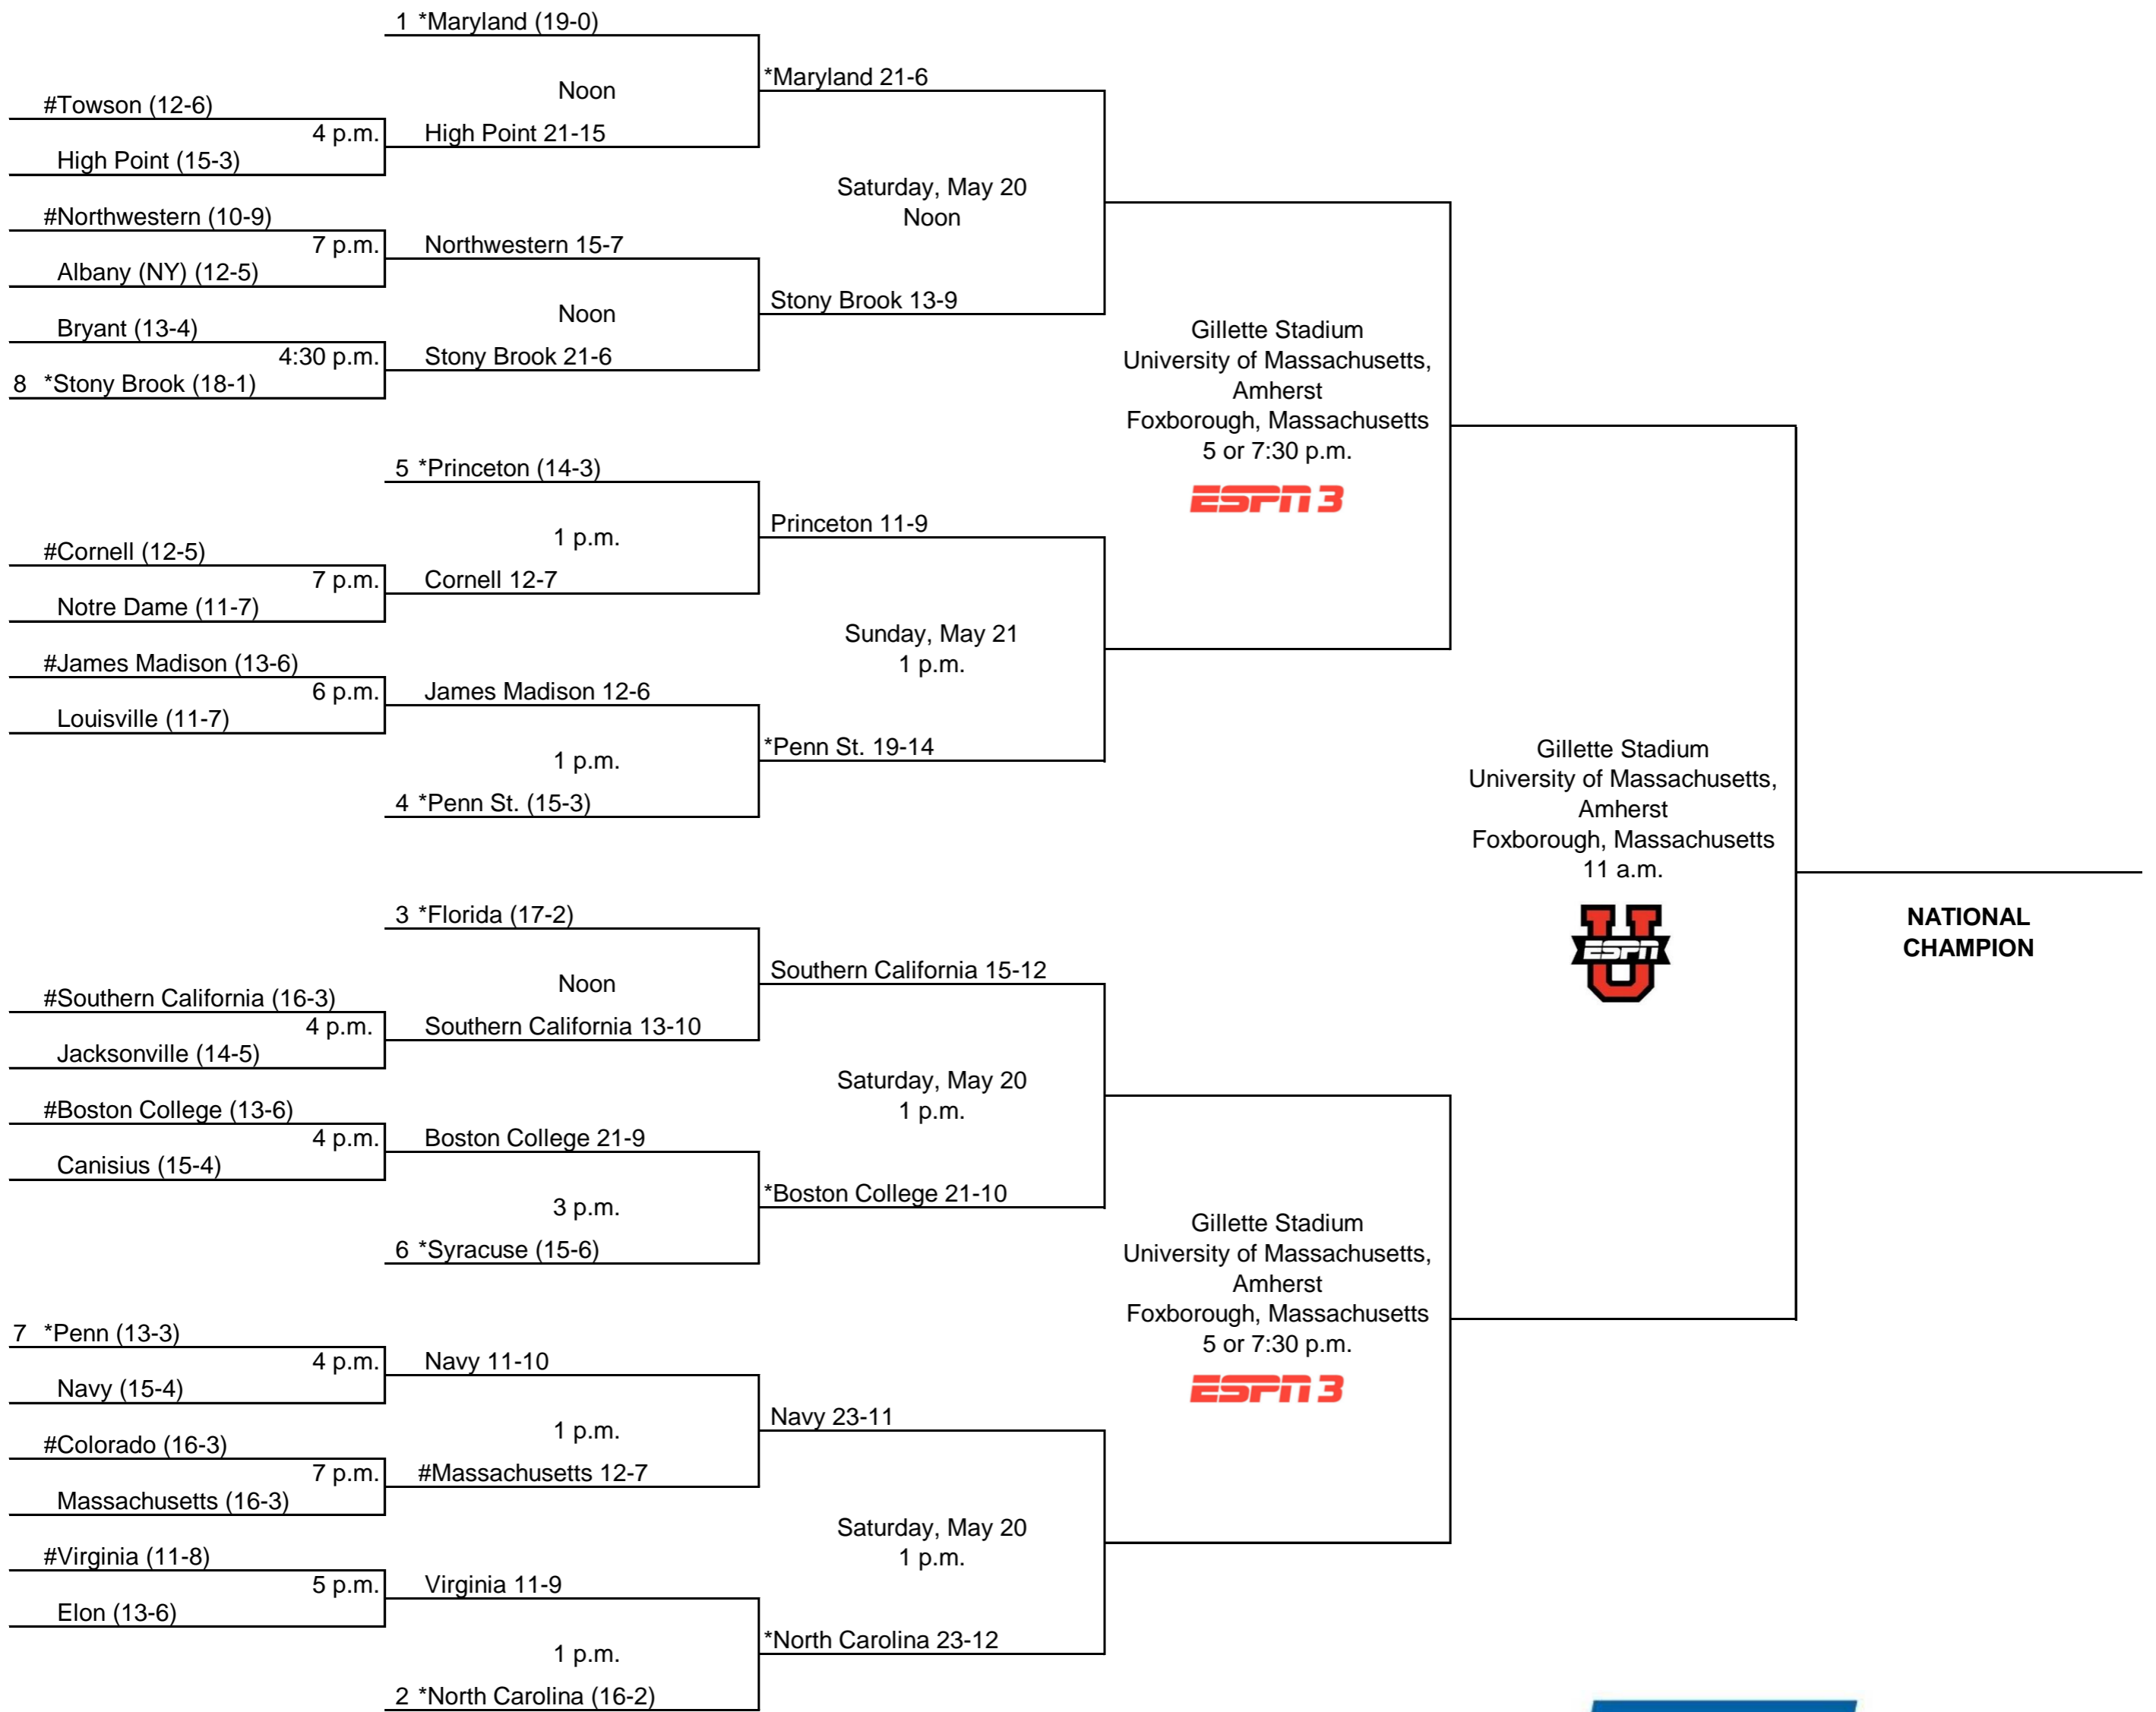 1 *Maryland (19-0)
#Towson (12-6)
4 p.m.
High Point (15-3)
Noon
High Point 21-15
#Northwestern (10-9)
7 p.m.
Albany (NY) (12-5)
Northwestern 15-7
Bryant (13-4)
4:30 p.m.
8 *Stony Brook (18-1)
Noon
Stony Brook 21-6
*Maryland 21-6
Saturday, May 20
Noon
Stony Brook 13-9
5 *Princeton (14-3)
#Cornell (12-5)
7 p.m.
Notre Dame (11-7)
1 p.m.
Cornell 12-7
#James Madison (13-6)
6 p.m.
Louisville (11-7)
James Madison 12-6
1 p.m.
4 *Penn St. (15-3)
Princeton 11-9
Sunday, May 21
1 p.m.
*Penn St. 19-14
Gillette Stadium
University of Massachusetts,
Amherst
Foxborough, Massachusetts
5 or 7:30 p.m.
ESPN 3
3 *Florida (17-2)
#Southern California (16-3)
4 p.m.
Jacksonville (14-5)
Noon
Southern California 13-10
#Boston College (13-6)
4 p.m.
Canisius (15-4)
Boston College 21-9
3 p.m.
6 *Syracuse (15-6)
Southern California 15-12
Saturday, May 20
1 p.m.
*Boston College 21-10
7 *Penn (13-3)
4 p.m.
Navy (15-4)
Navy 11-10
#Colorado (16-3)
7 p.m.
Massachusetts (16-3)
1 p.m.
#Massachusetts 12-7
#Virginia (11-8)
5 p.m.
Elon (13-6)
Virginia 11-9
1 p.m.
2 *North Carolina (16-2)
Navy 23-11
Saturday, May 20
1 p.m.
*North Carolina 23-12
Gillette Stadium
University of Massachusetts,
Amherst
Foxborough, Massachusetts
5 or 7:30 p.m.
ESPN 3
Gillette Stadium
University of Massachusetts,
Amherst
Foxborough, Massachusetts
11 a.m.
ESPN U
NATIONAL
CHAMPION